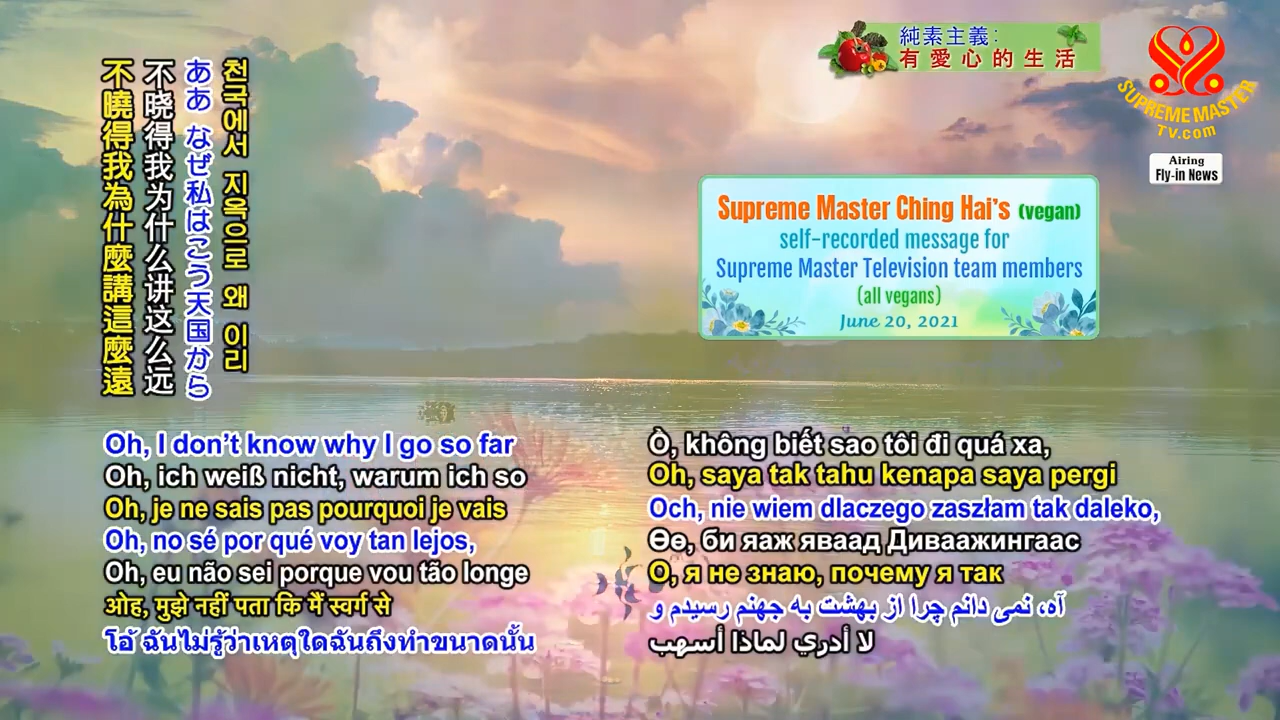 純素主義:
有愛心的生活
SUPREME MASTER
TV.com
Airing
Fly-in News
Supreme Master Ching Hai's (vegan)
self-recorded message for
Supreme Master Television team members
(all vegans)
June 20, 2021
천국에서 지옥으로 왜 이리
ああ なぜ私はこう天国から
不晓得我为什么讲这么远
不曉得我為什麼講這麼遠
Oh, I don't know why I go so far
Oh, ich weiß nicht, warum ich so
Oh, je ne sais pas pourquoi je vais
Oh, no sé por qué voy tan lejos,
Oh, eu não sei porque vou tão longe
ओह, मुझे नहीं पता कि मैं स्वर्ग से
โอ้ ฉันไม่รู้ว่าเหตุใดฉันถึงทำขนาดนั้น
Ò, không biết sao tôi đi quá xa,
Oh, saya tak tahu kenapa saya pergi
Och, nie wiem dlaczego zaszłam tak daleko,
Өө, би яаж яваад Диваажингаас
О, я не знаю, почему я так
آه، نمی دانم چرا از بهشت به جهنم رسیدم و
لا أدري لماذا أسهب